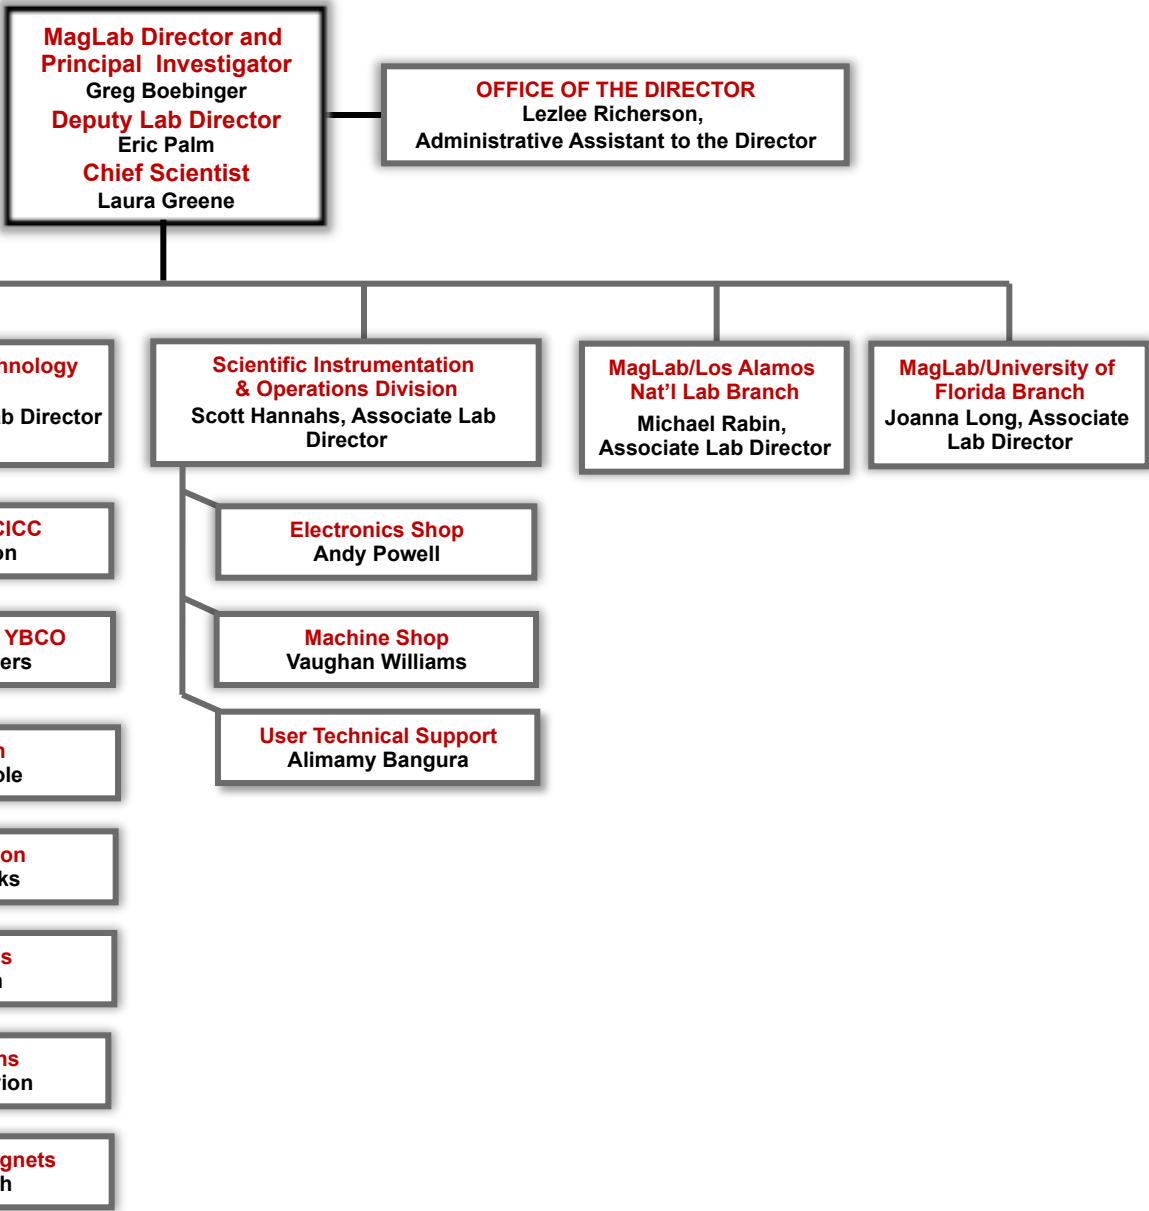 MagLab Director and
Principal Investigator
Greg Boebinger
Deputy Lab Director
Eric Palm
Chief Scientist
Laura Greene
OFFICE OF THE DIRECTOR
Lezlee Richerson,
Administrative Assistant to the Director
Director
Scientific Instrumentation
& Operations Division
Scott Hannahs, Associate Lab
Director
MagLab/Los Alamos
Nat’l Lab Branch
Michael Rabin,
Associate Lab Director
MagLab/University of
Florida Branch
Joanna Long, Associate
Lab Director
CICC
YBCO
Electronics Shop
Andy Powell
Machine Shop
Vaughan Williams
User Technical Support
Alimamy Bangura